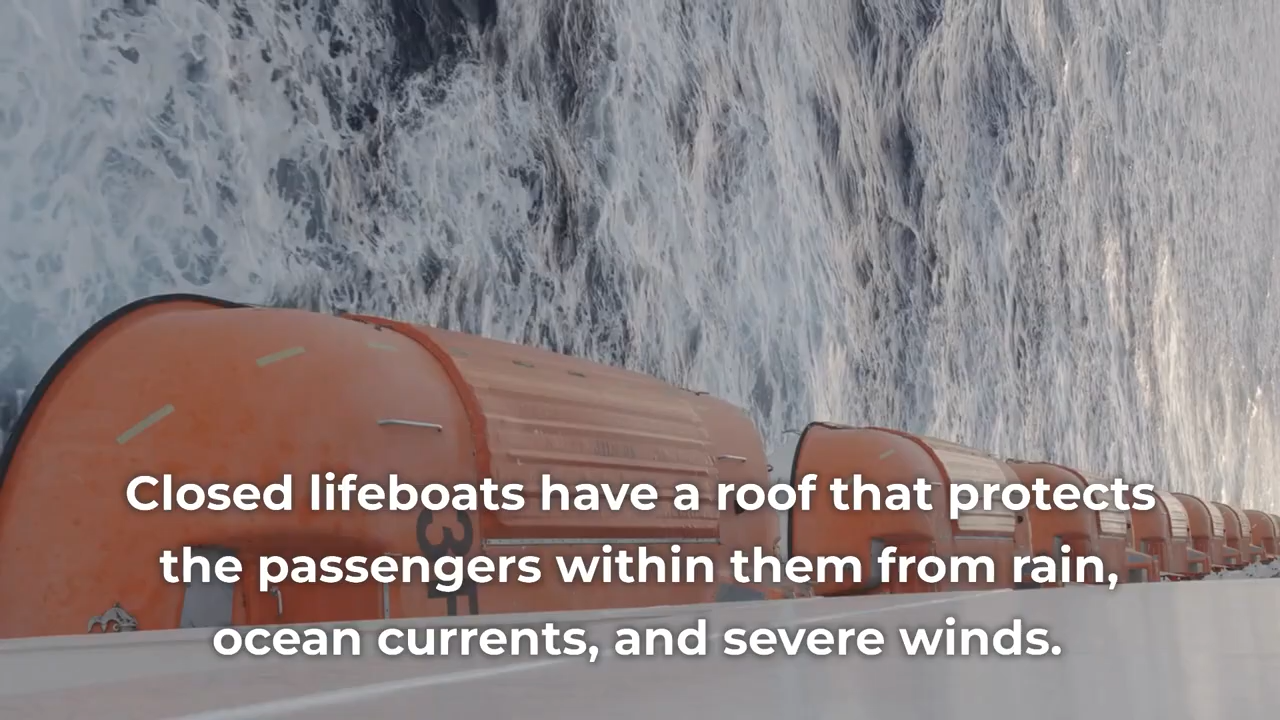 Closed lifeboats have a roof that protects
the passengers within them from rain,
ocean currents, and severe winds.